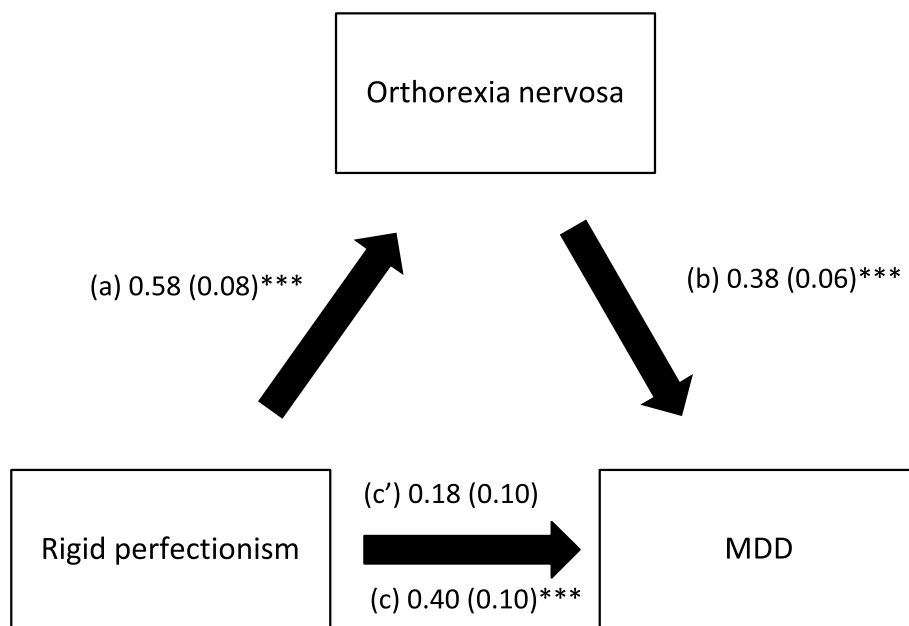 Orthorexia nervosa
(a) 0.58 (0.08)***
(b) 0.38 (0.06)***
(c’) 0.18 (0.10)
Rigid perfectionism
MDD
(c) 0.40 (0.10)***